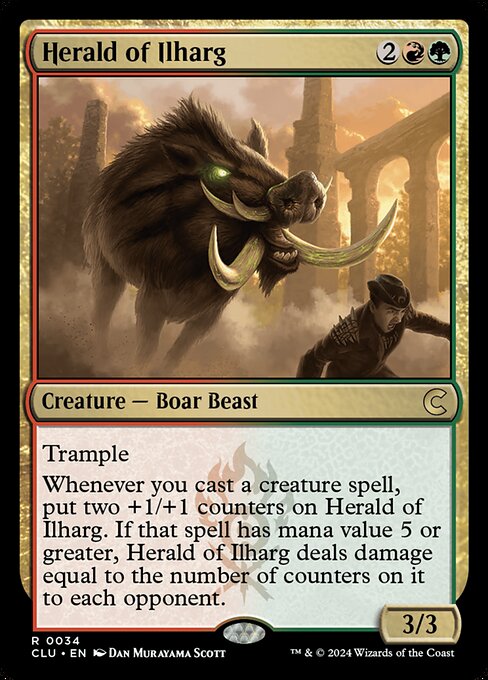 Herald of Ilharg 2
Creature — Boar Beast
Trample
Whenever you cast a creature spell,
put two +1/+1 counters on Herald of
Ilharg. If that spell has mana value 5 or
greater, Herald of Ilharg deals damage
equal to the number of counters on it
to each opponent.
3/3
R 0034
CLU • EN Dan Murayama Scott
™ & © 2024 Wizards of the Coast